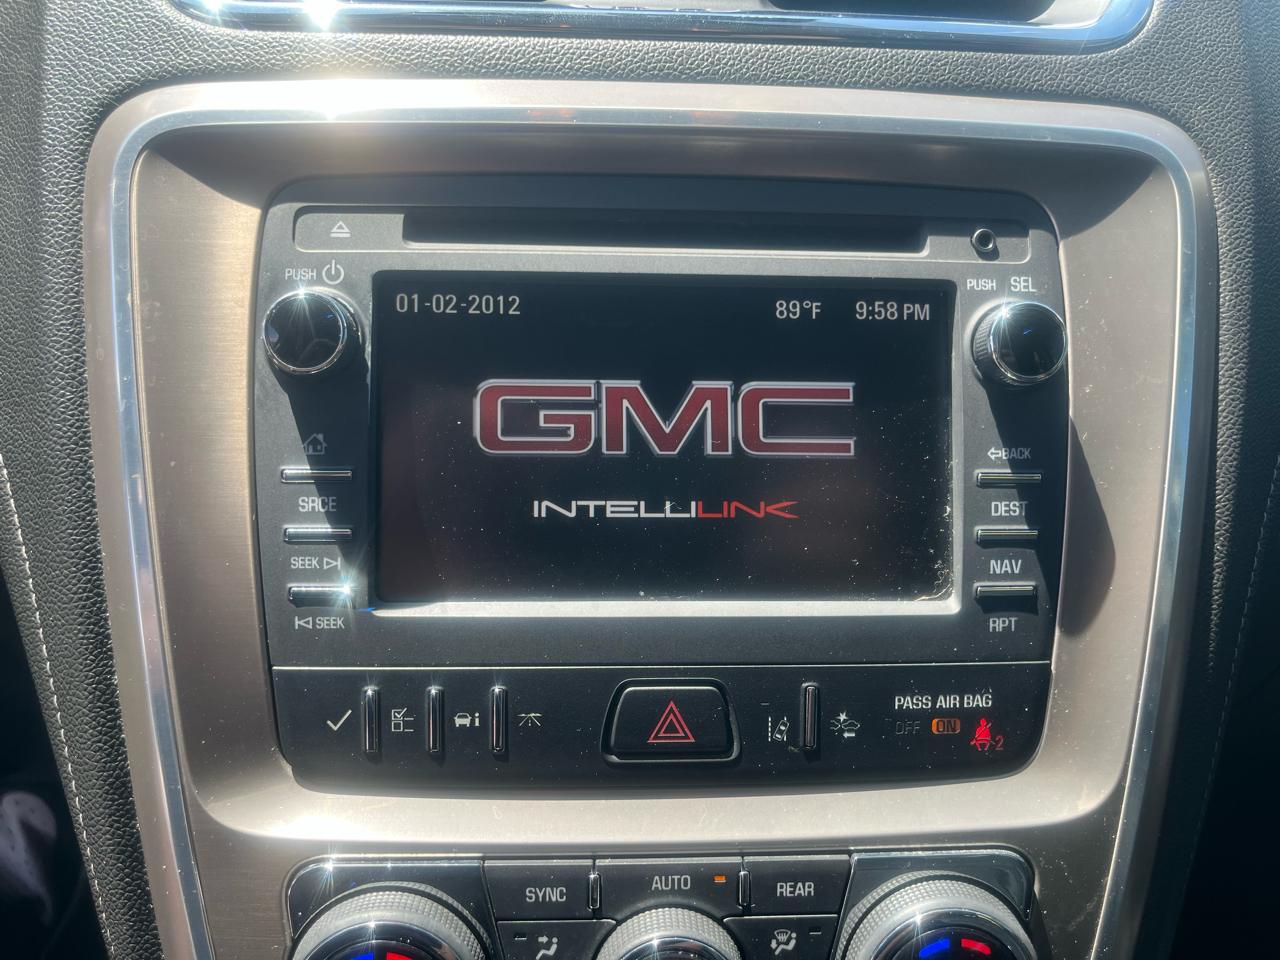 PUSH
PUSH SEL
01-02-2012 89°F 9:58 PM
GMC
INTELLILINK
SRCE
SEEK
SEEK
BACK
DEST
NAV
RPT
PASS AIR BAG
OFF ON
2
SYNC
AUTO
REAR